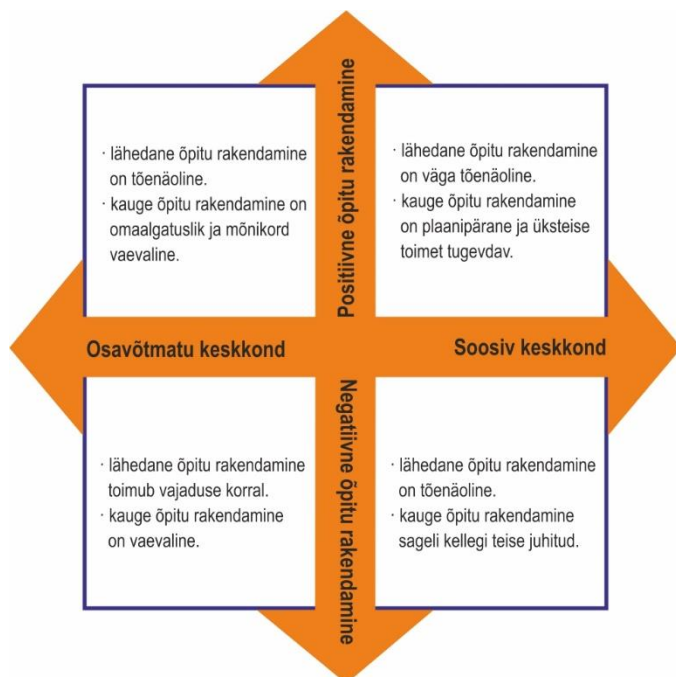 Positiivne õpitu rakendamine
· lähedane õpitu rakendamine
on tõenäoline.
· kauge õpitu rakendamine on
omaalgatuslik ja mõnikord
vaevaline.
· lähedane õpitu rakendamine
on väga tõenäoline.
· kauge õpitu rakendamine
on plaanipärane ja üksteise
toimet tugevdav.
Osavõtmatu keskkond
Soosiv keskkond
Negatiivne õpitu rakendamine
· lähedane õpitu rakendamine
toimub vajaduse korral.
· kauge õpitu rakendamine
on vaevaline.
· lähedane õpitu rakendamine
on tõenäoline.
· kauge õpitu rakendamine
sageli kellegi teise juhitud.